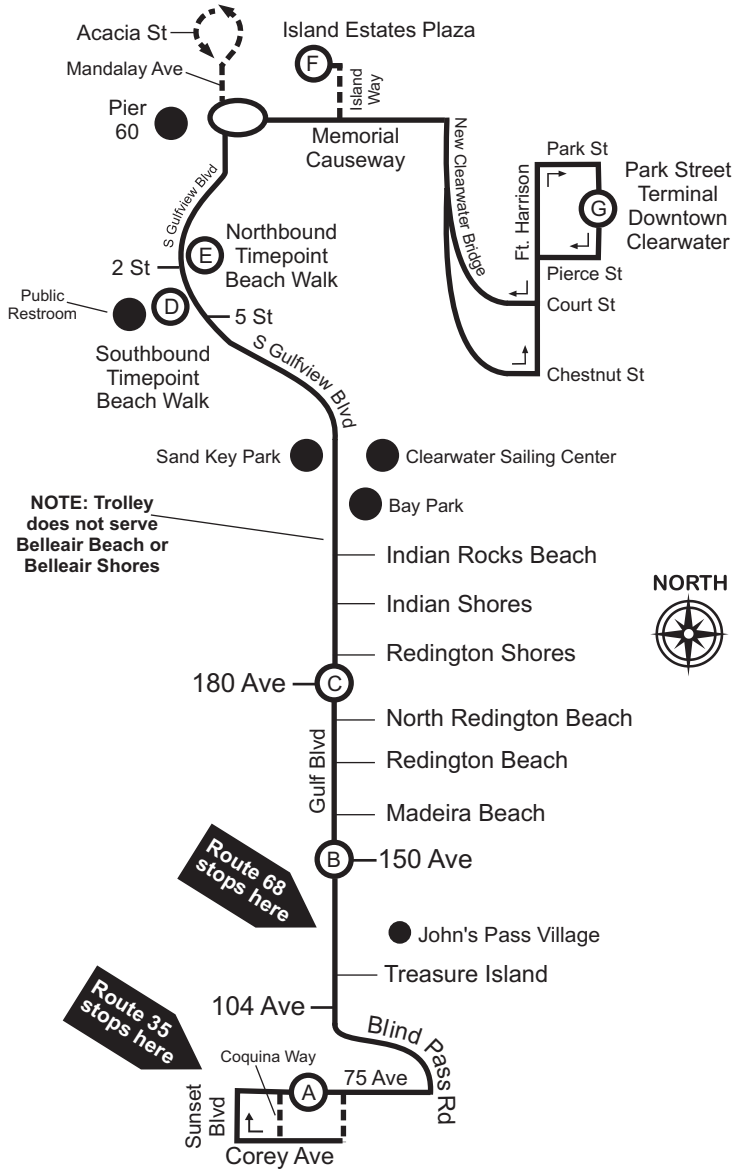 Acacia St
Mandalay Ave
Island Estates Plaza
F
Island
Way
Pier
60
Memorial
Causeway
New Clearwater Bridge
Ft. Harrison
Park St
G
Park Street
Terminal
Downtown
Clearwater
Pierce St
Court St
Chestnut St
S Gulfview Blvd
E
Northbound
Timepoint
Beach Walk
2 St
Public
Restroom
D
5 St
Southbound
Timepoint
Beach Walk
S Gulfview Blvd
Sand Key Park
Clearwater Sailing Center
Bay Park
NOTE: Trolley
does not serve
Belleair Beach or
Belleair Shores
Indian Rocks Beach
Indian Shores
Redington Shores
NORTH
180 Ave
C
North Redington Beach
Gulf Blvd
Redington Beach
Madeira Beach
B
150 Ave
Route 68
stops here
John's Pass Village
Treasure Island
104 Ave
Route 35
stops here
Blind Pass Rd
Coquina Way
A
75 Ave
Sunset
Blvd
Corey Ave